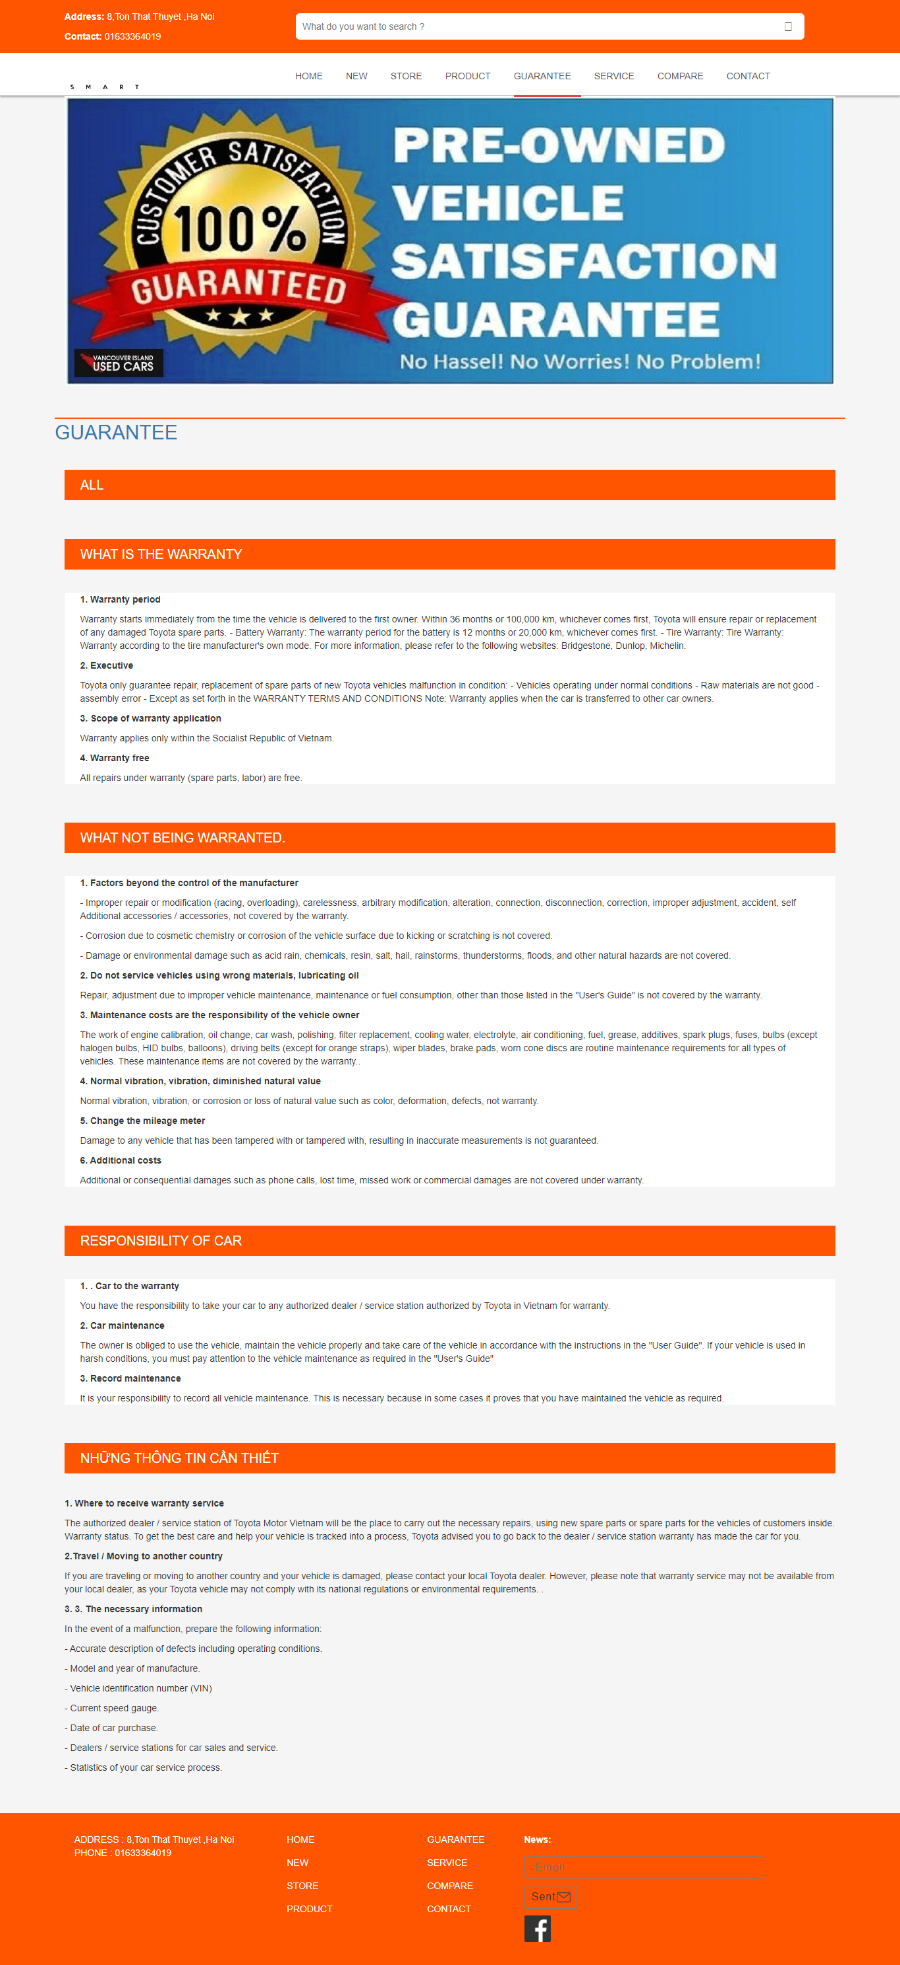 Address: 8,Ton That Thuyet ,Ha Noi
Contact: 01633364019
What do you want to search ?
S M A R T
HOME NEW STORE PRODUCT GUARANTEE SERVICE COMPARE CONTACT
CUSTOMER SATISFACTION
100%
GUARANTEED
VANCOUVER ISLAND
USED CARS
PRE-OWNED
VEHICLE
SATISFACTION
GUARANTEE
No Hassel! No Worries! No Problem!
GUARANTEE
ALL
WHAT IS THE WARRANTY
1. Warranty period
Warranty starts immediately from the time the vehicle is delivered to the first owner. Within 36 months or 100,000 km, whichever comes first, Toyota will ensure repair or replacement
of any damaged Toyota spare parts. - Battery Warranty: The warranty period for the battery is 12 months or 20,000 km, whichever comes first. - Tire Warranty: Tire Warranty:
Warranty according to the tire manufacturer's own mode. For more information, please refer to the following websites: Bridgestone, Dunlop, Michelin.
2. Executive
Toyota only guarantee repair, replacement of spare parts of new Toyota vehicles malfunction in condition: - Vehicles operating under normal conditions - Raw materials are not good -
assembly error - Except as set forth in the WARRANTY TERMS AND CONDITIONS Note: Warranty applies when the car is transferred to other car owners.
3. Scope of warranty application
Warranty applies only within the Socialist Republic of Vietnam.
4. Warranty free
All repairs under warranty (spare parts, labor) are free.
WHAT NOT BEING WARRANTED.
1. Factors beyond the control of the manufacturer
- Improper repair or modification (racing, overloading), carelessness, arbitrary modification, alteration, connection, disconnection, correction, improper adjustment, accident, self
Additional accessories / accessories, not covered by the warranty.
- Corrosion due to cosmetic chemistry or corrosion of the vehicle surface due to kicking or scratching is not covered.
- Damage or environmental damage such as acid rain, chemicals, resin, salt, hail, rainstorms, thunderstorms, floods, and other natural hazards are not covered.
2. Do not service vehicles using wrong materials, lubricating oil
Repair, adjustment due to improper vehicle maintenance, maintenance or fuel consumption, other than those listed in the "User's Guide" is not covered by the warranty.
3. Maintenance costs are the responsibility of the vehicle owner
The work of engine calibration, oil change, car wash, polishing, filter replacement, cooling water, electrolyte, air conditioning, fuel, grease, additives, spark plugs, fuses, bulbs (except
halogen bulbs, HID bulbs, balloons), driving belts (except for orange straps), wiper blades, brake pads, worn cone discs are routine maintenance requirements for all types of
vehicles. These maintenance items are not covered by the warranty..
4. Normal vibration, vibration, diminished natural value
Normal vibration, vibration, or corrosion or loss of natural value such as color, deformation, defects, not warranty.
5. Change the mileage meter
Damage to any vehicle that has been tampered with or tampered with, resulting in inaccurate measurements is not guaranteed.
6. Additional costs
Additional or consequential damages such as phone calls, lost time, missed work or commercial damages are not covered under warranty.
RESPONSIBILITY OF CAR
1. . Car to the warranty
You have the responsibility to take your car to any authorized dealer / service station authorized by Toyota in Vietnam for warranty.
2. Car maintenance
The owner is obliged to use the vehicle, maintain the vehicle properly and take care of the vehicle in accordance with the instructions in the "User Guide". If your vehicle is used in
harsh conditions, you must pay attention to the vehicle maintenance as required in the "User's Guide"
3. Record maintenance
It is your responsibility to record all vehicle maintenance. This is necessary because in some cases it proves that you have maintained the vehicle as required.
NHỮNG THÔNG TIN CẦN THIẾT
1. Where to receive warranty service
The authorized dealer / service station of Toyota Motor Vietnam will be the place to carry out the necessary repairs, using new spare parts or spare parts for the vehicles of customers inside.
Warranty status. To get the best care and help your vehicle is tracked into a process, Toyota advised you to go back to the dealer / service station warranty has made the car for you.
2.Travel / Moving to another country
If you are traveling or moving to another country and your vehicle is damaged, please contact your local Toyota dealer. However, please note that warranty service may not be available from
your local dealer, as your Toyota vehicle may not comply with its national regulations or environmental requirements. .
3. 3. The necessary information
In the event of a malfunction, prepare the following information:
- Accurate description of defects including operating conditions.
- Model and year of manufacture.
- Vehicle identification number (VIN)
- Current speed gauge.
- Date of car purchase.
- Dealers / service stations for car sales and service.
- Statistics of your car service process.
ADDRESS : 8,Ton That Thuyet ,Ha Noi
PHONE : 01633364019
HOME
NEW
STORE
PRODUCT
GUARANTEE
SERVICE
COMPARE
CONTACT
News:
Email
Sent